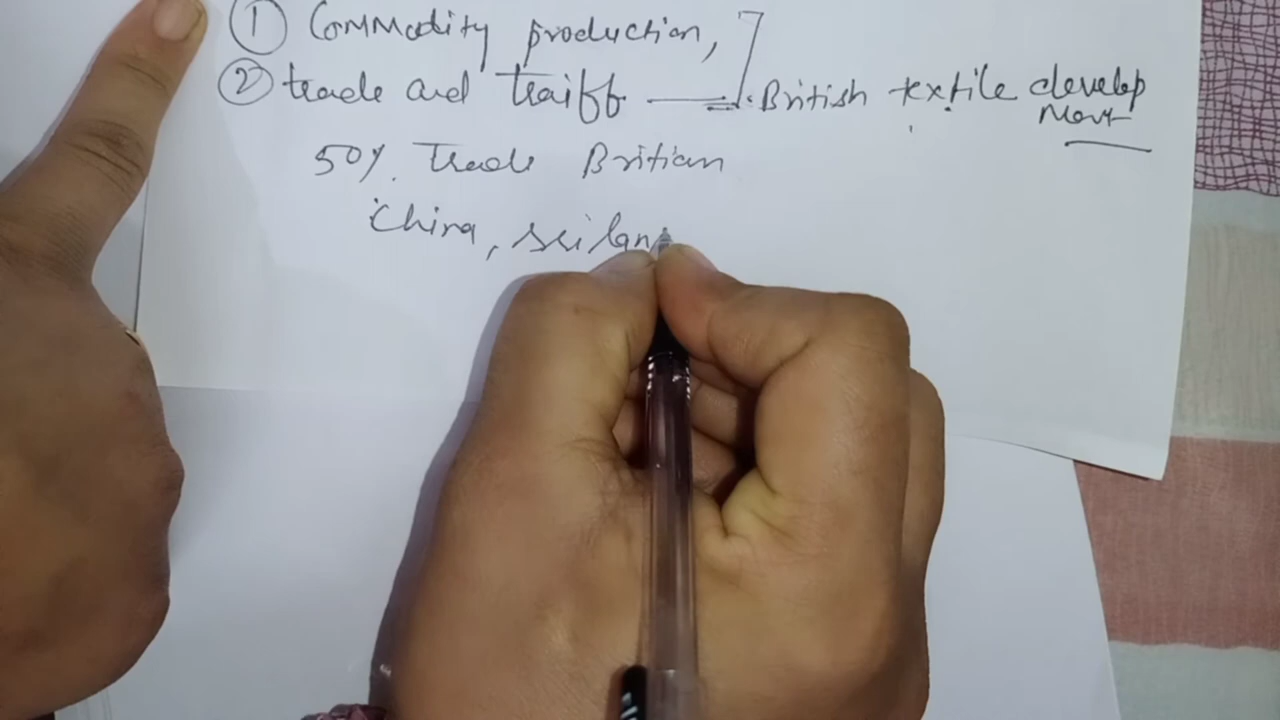 ① Commodity production,
② trade and traiff — British textile develop
ment
50% Trade Britian
China, srilan